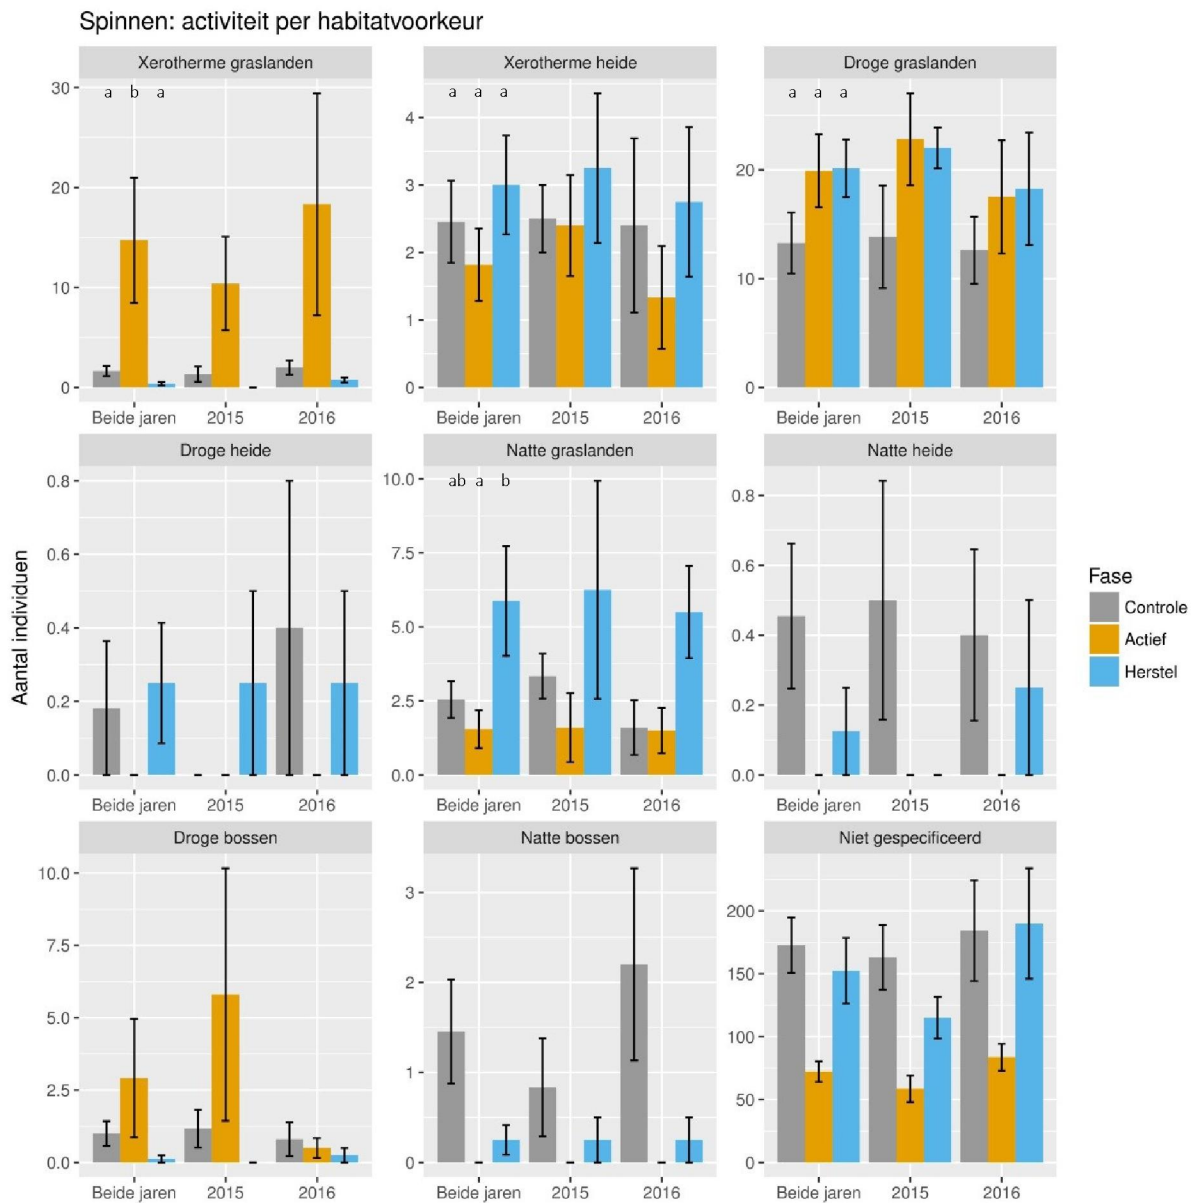 Spinnen: activiteit per habitatvoorkeur
Xerotherme graslanden
Xerotherme heide
Droge graslanden
30
20
10
0
a b a
Beide jaren 2015 2016
4
3
2
1
0
a a a
Beide jaren 2015 2016
20
10
0
a a a
Beide jaren 2015 2016
Droge heide
Natte graslanden
Natte heide
Aantal individuen
0.8
0.6
0.4
0.2
0.0
Beide jaren 2015 2016
10.0
7.5
5.0
2.5
0.0
ab a b
Beide jaren 2015 2016
0.8
0.6
0.4
0.2
0.0
Beide jaren 2015 2016
Fase
Controle
Actief
Herstel
Droge bossen
Natte bossen
Niet gespecificeerd
10.0
7.5
5.0
2.5
0.0
Beide jaren 2015 2016
3
2
1
0
Beide jaren 2015 2016
200
150
100
50
0
Beide jaren 2015 2016